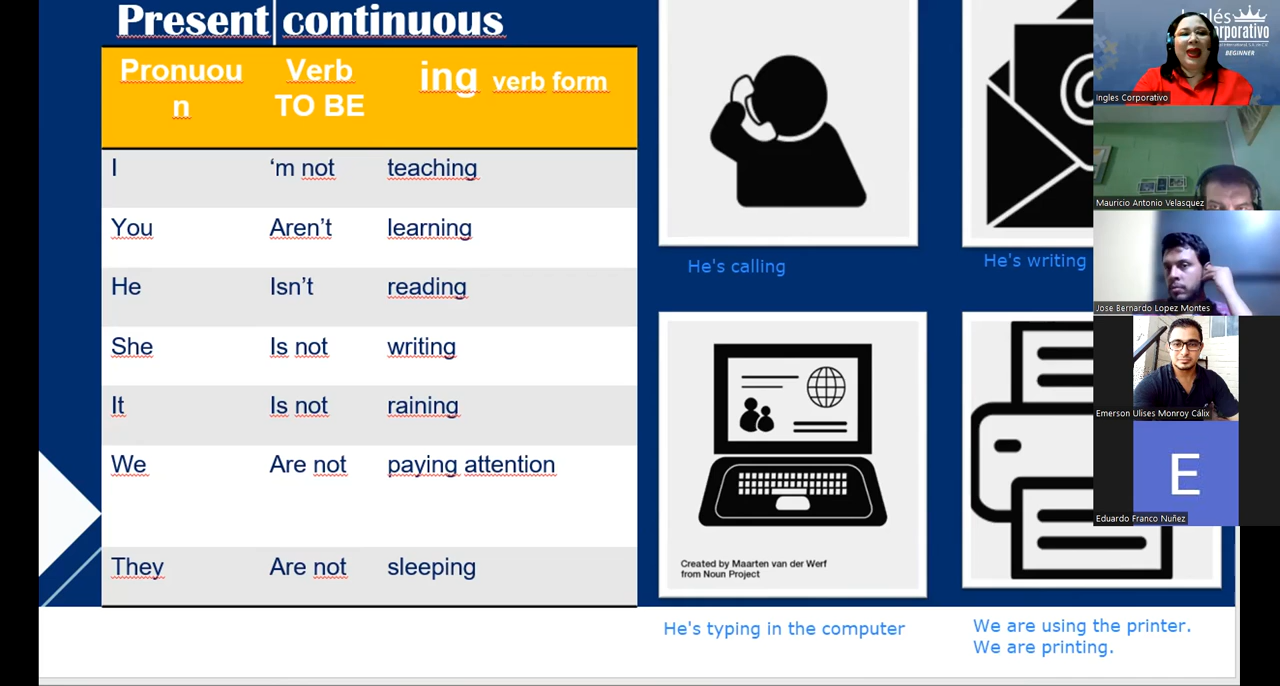 Present continuous
Pronuou
n
Verb
TO BE
ing verb form
I 'm not teaching
You Aren't learning
He Isn't reading
She Is not writing
It Is not raining
We Are not paying attention
They Are not sleeping
He's calling
He's writing
@
Created by Maarten van der Werf
from Noun Project
He's typing in the computer
We are using the printer.
We are printing.
Inglés
BEGINNER
Ingles Corporativo
Mauricio Antonio Velasquez
Jose Bernardo Lopez Montes
Emerson Ulises Monroy Cálix
E
Eduardo Franco Nuñez